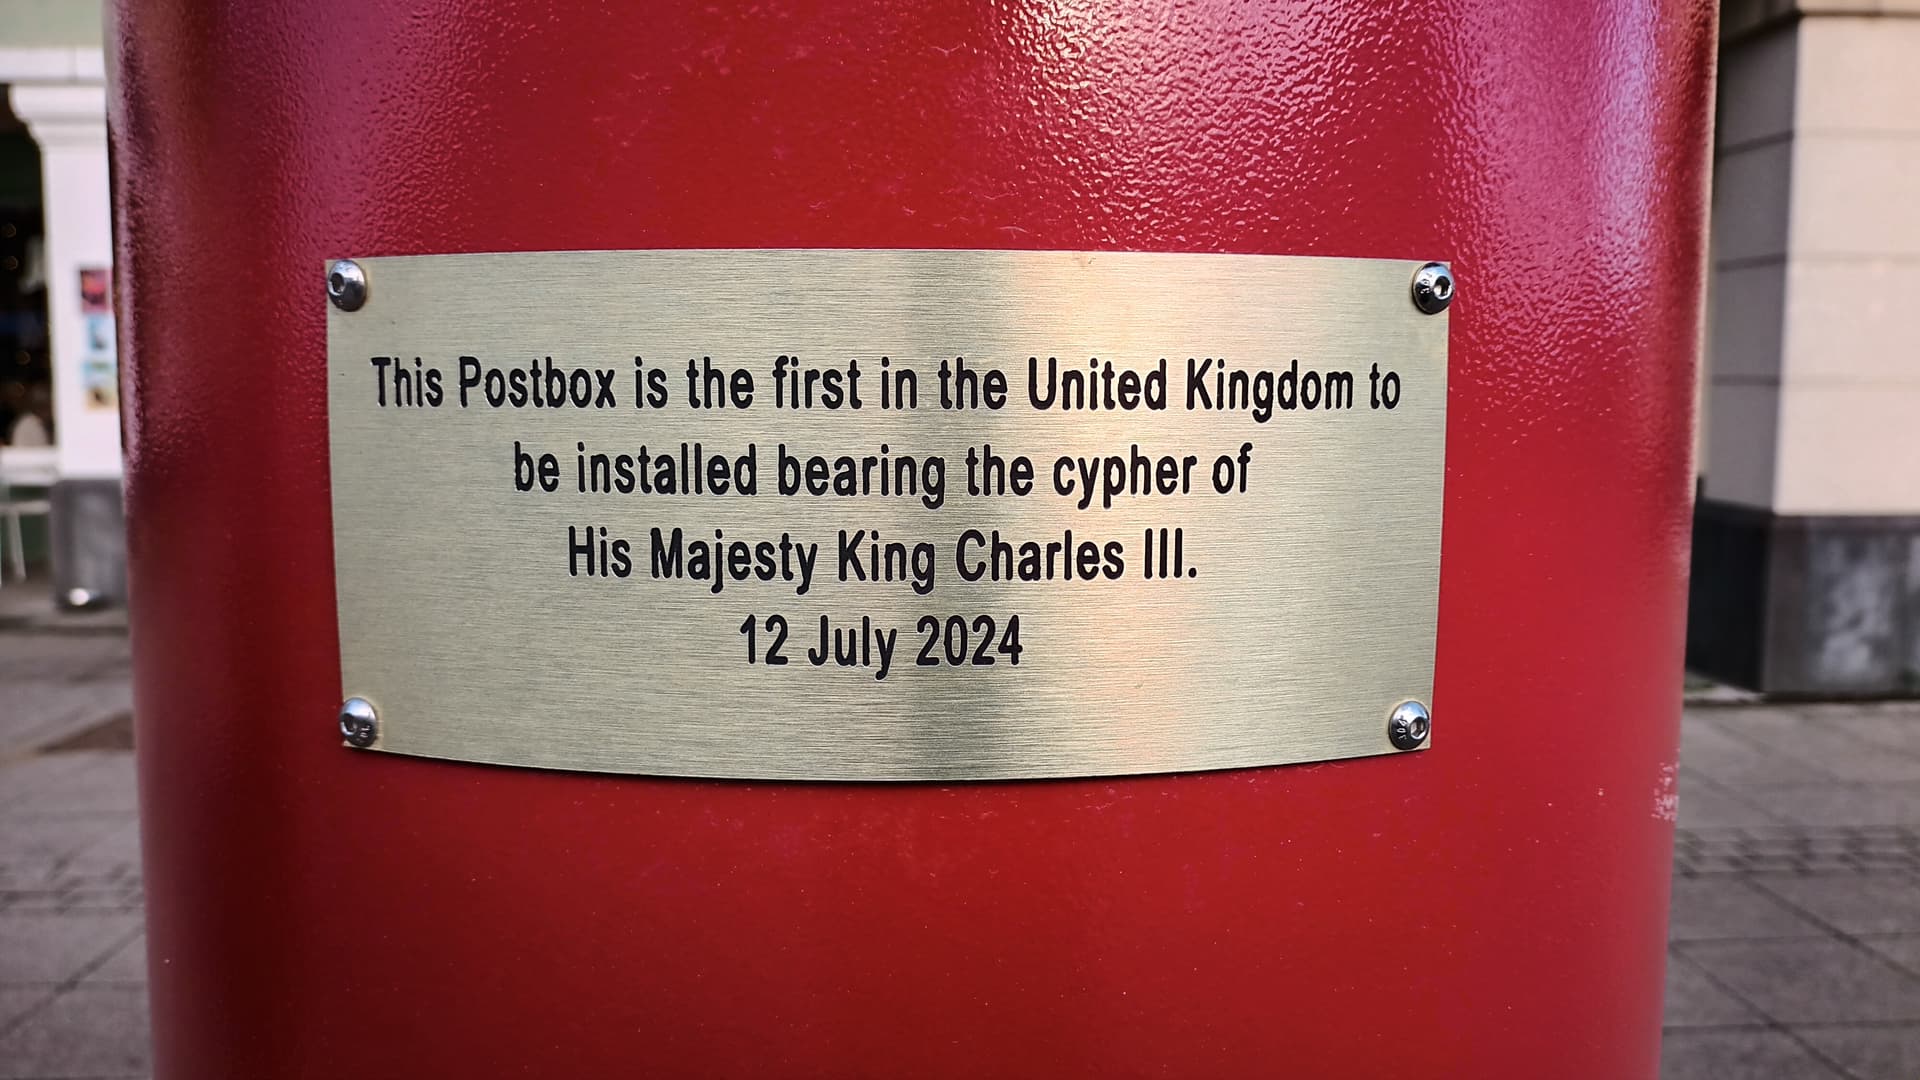 This Postbox is the first in the United Kingdom to
be installed bearing the cypher of
His Majesty King Charles III.
12 July 2024